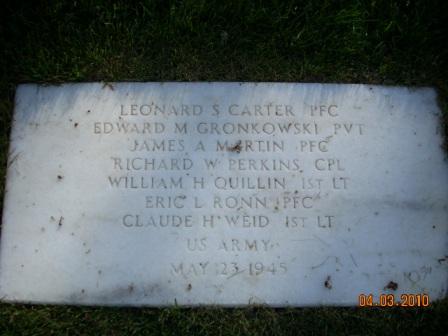 LEONARD S CARTER PFC
EDWARD M GRONKOWSKI PVT
JAMES A MARTIN PFC
RICHARD W PERKINS CPL
WILLIAM H QUILLIN 1ST LT
ERIC L RONN PFC
CLAUDE H WEID 1ST LT
US ARMY
MAY 23 1945
04.03.2010